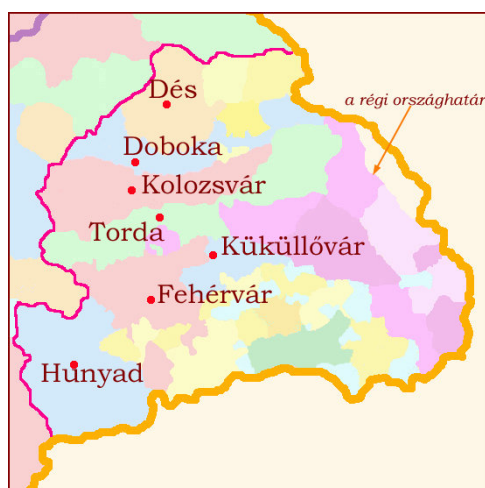 Dés
a régi országhatár
Doboka
Kolozsvár
Torda
Küküllővár
Fehérvár
Hunyad